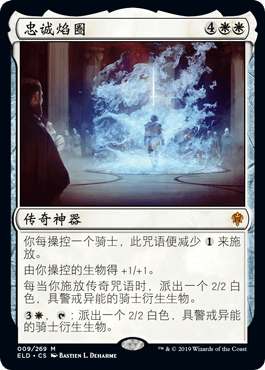 忠诚焰圈 4
传奇神器
你每操控一个骑士，此咒语便减少 1 来施
放。
由你操控的生物得 +1/+1。
每当你施放传奇咒语时，派出一个 2/2 白色，
具警戒异能的骑士衍生生物。
3 ，：派出一个 2/2 白色，具警戒异能
的骑士衍生生物。
009/269 M
ELD • CS Bastien L. Deharme
™ & © 2019 Wizards of the Coast